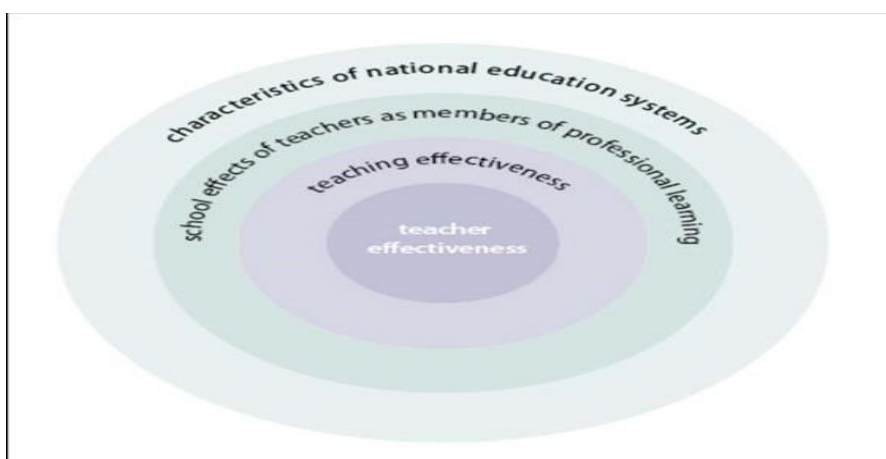 characteristics of national education systems
school effects of teachers as members of professional learning
teaching effectiveness
teacher
effectiveness